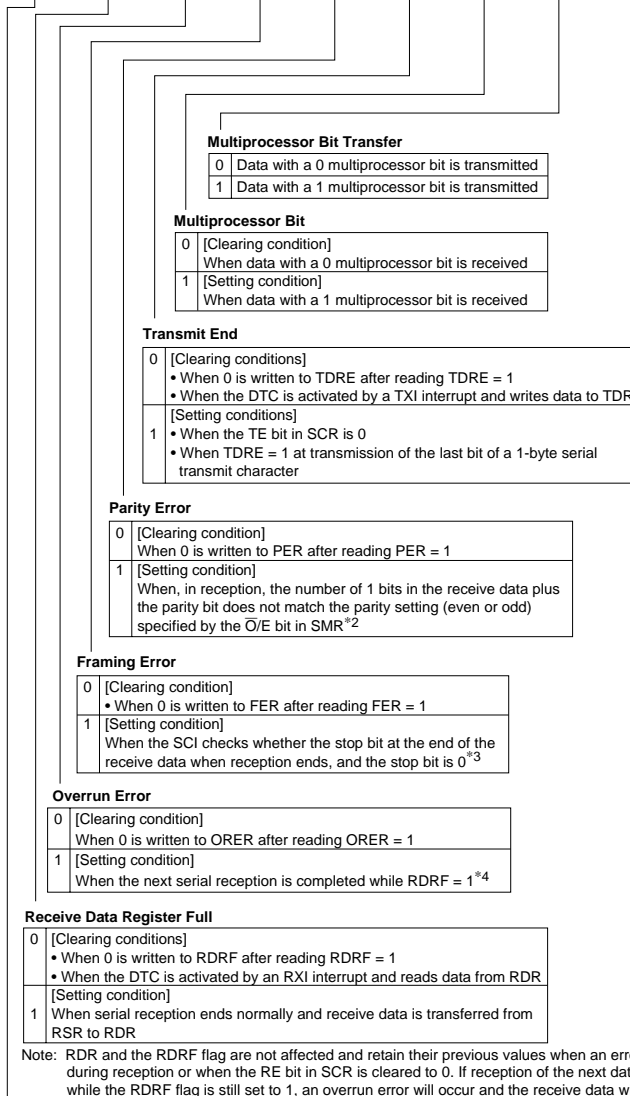 Multiprocessor Bit Transfer
0 Data with a 0 multiprocessor bit is transmitted
1 Data with a 1 multiprocessor bit is transmitted
Multiprocessor Bit
0 [Clearing condition]
When data with a 0 multiprocessor bit is received
1 [Setting condition]
When data with a 1 multiprocessor bit is received
Transmit End
0 [Clearing conditions]
• When 0 is written to TDRE after reading TDRE = 1
• When the DTC is activated by a TXI interrupt and writes data to TDR
[Setting conditions]
1 • When the TE bit in SCR is 0
• When TDRE = 1 at transmission of the last bit of a 1-byte serial
transmit character
Parity Error
0 [Clearing condition]
When 0 is written to PER after reading PER = 1
1 [Setting condition]
When, in reception, the number of 1 bits in the receive data plus
the parity bit does not match the parity setting (even or odd)
specified by the O̅/E bit in SMR*2
Framing Error
0 [Clearing condition]
• When 0 is written to FER after reading FER = 1
1 [Setting condition]
When the SCI checks whether the stop bit at the end of the
receive data when reception ends, and the stop bit is 0*3
Overrun Error
0 [Clearing condition]
When 0 is written to ORER after reading ORER = 1
1 [Setting condition]
When the next serial reception is completed while RDRF = 1*4
Receive Data Register Full
0 [Clearing conditions]
• When 0 is written to RDRF after reading RDRF = 1
• When the DTC is activated by an RXI interrupt and reads data from RDR
[Setting condition]
1 When serial reception ends normally and receive data is transferred from
RSR to RDR
Note: RDR and the RDRF flag are not affected and retain their previous values when an
during reception or when the RE bit in SCR is cleared to 0. If reception of the next
while the RDRF flag is still set to 1, an overrun error will occur and the receive data